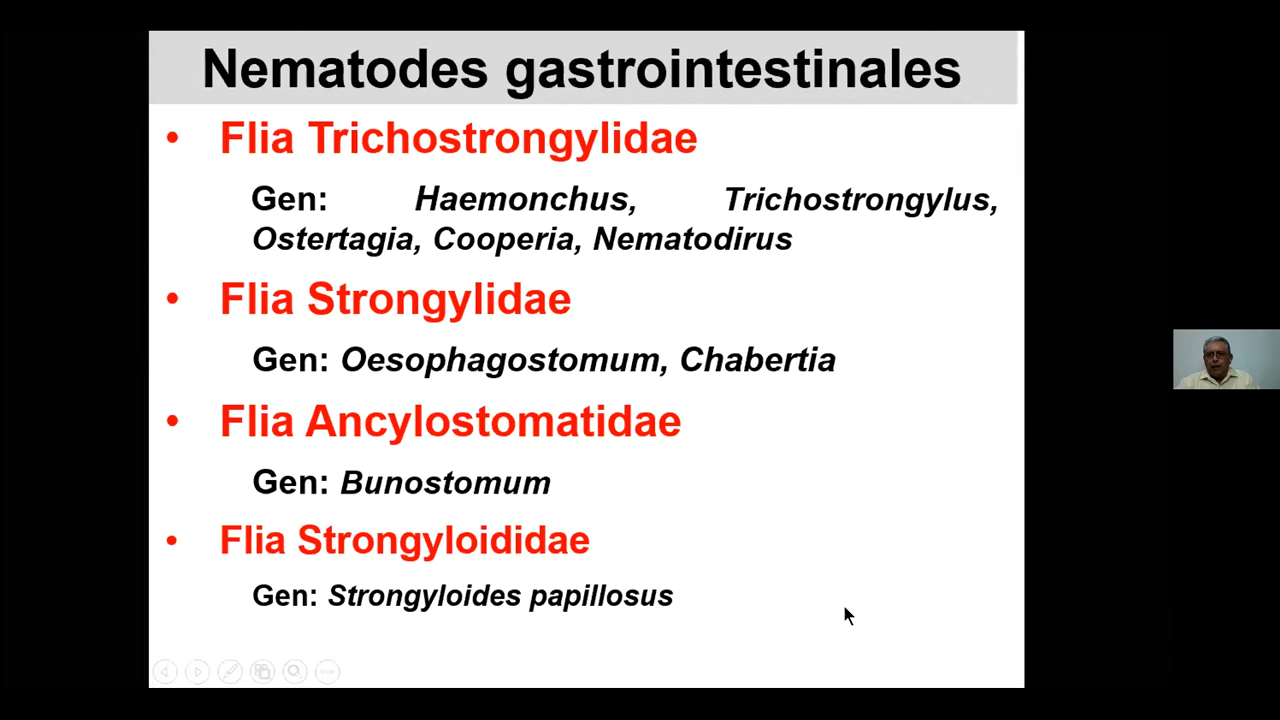 Nematodes gastrointestinales
• Flia Trichostrongylidae
Gen: Haemonchus, Trichostrongylus,
Ostertagia, Cooperia, Nematodirus
• Flia Strongylidae
Gen: Oesophagostomum, Chabertia
• Flia Ancylostomatidae
Gen: Bunostomum
• Flia Strongyloididae
Gen: Strongyloides papillosus